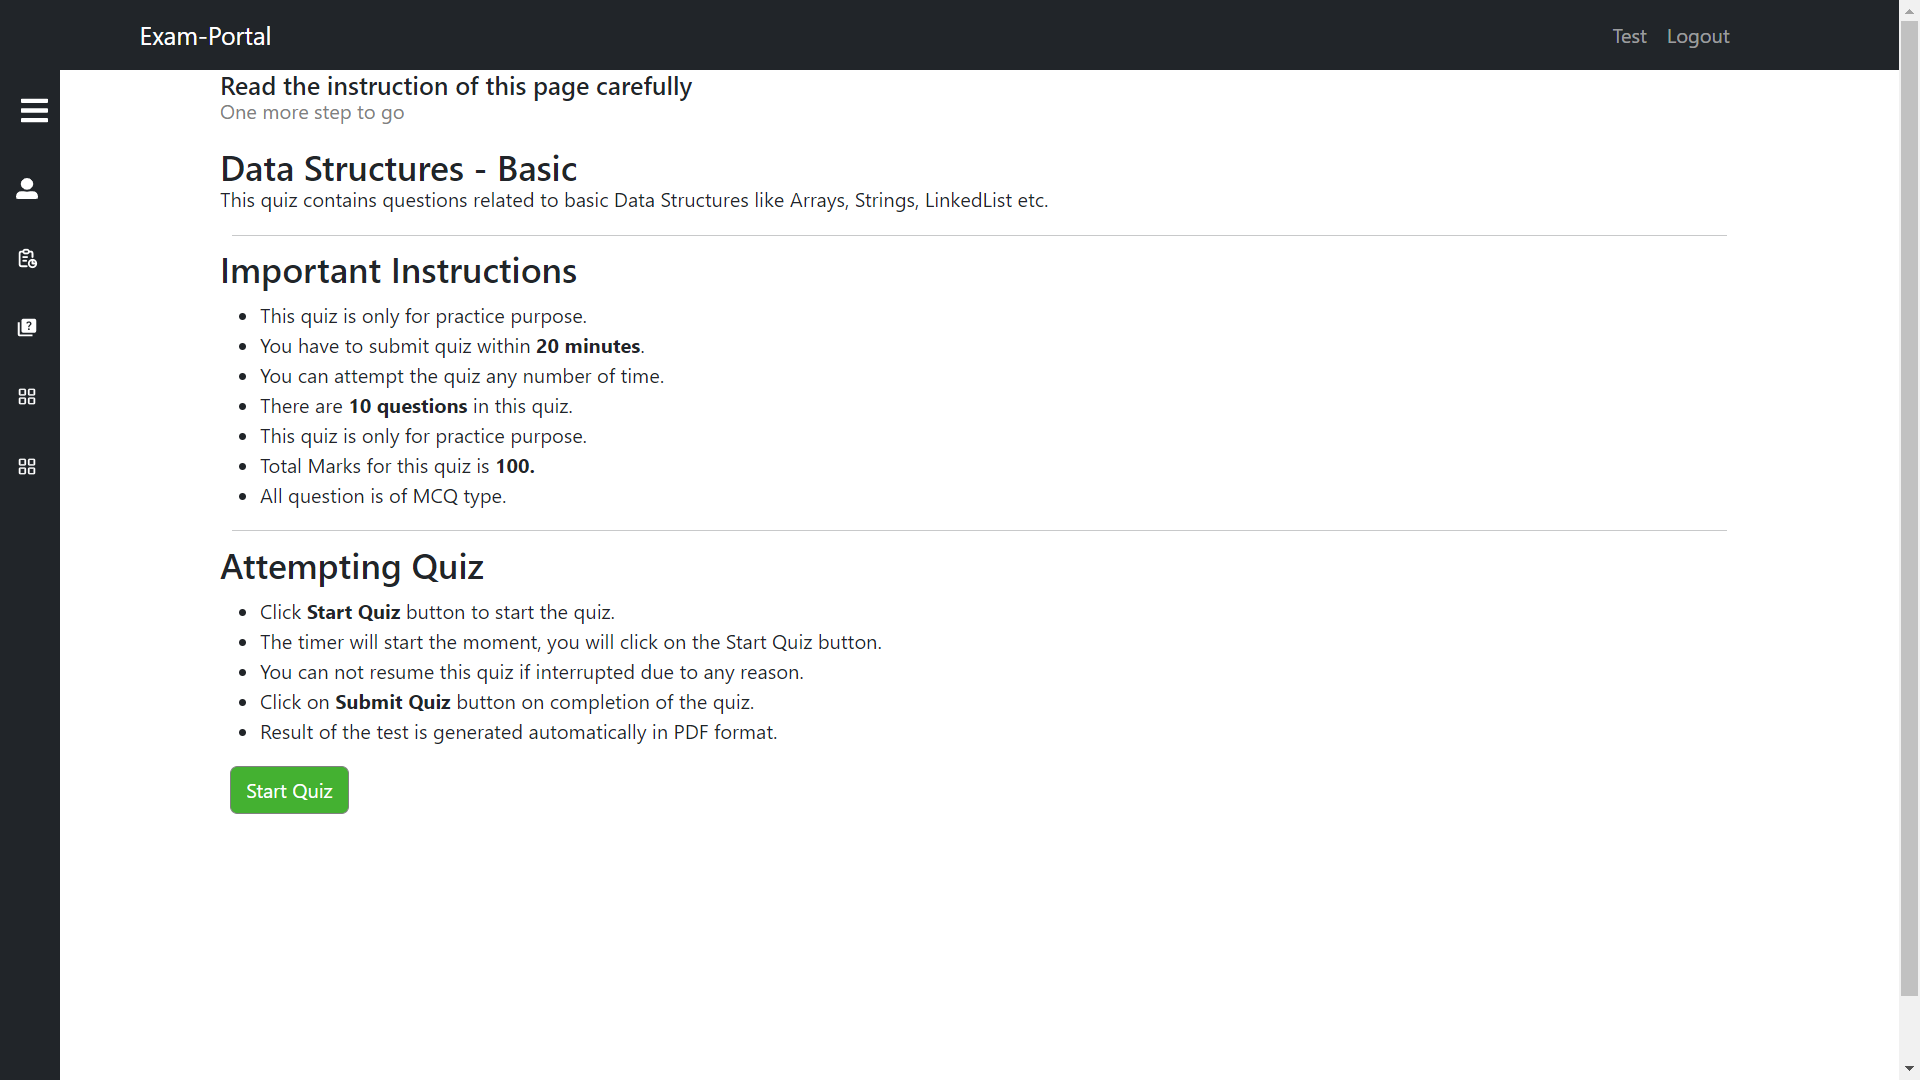 Exam-Portal
Test
Logout
Read the instruction of this page carefully
One more step to go
Data Structures - Basic
This quiz contains questions related to basic Data Structures like Arrays, Strings, LinkedList etc.
Important Instructions
This quiz is only for practice purpose.
You have to submit quiz within 20 minutes.
You can attempt the quiz any number of time.
There are 10 questions in this quiz.
This quiz is only for practice purpose.
Total Marks for this quiz is 100.
All question is of MCQ type.
Attempting Quiz
Click Start Quiz button to start the quiz.
The timer will start the moment, you will click on the Start Quiz button.
You can not resume this quiz if interrupted due to any reason.
Click on Submit Quiz button on completion of the quiz.
Result of the test is generated automatically in PDF format.
Start Quiz